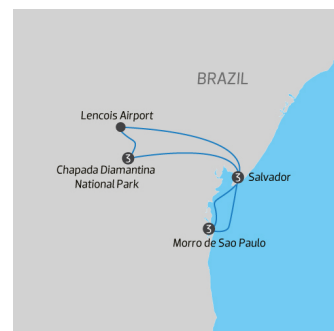 BRAZIL
Lencois Airport
3
Chapada Diamantina
National Park
3
Salvador
3
Morro de Sao Paulo